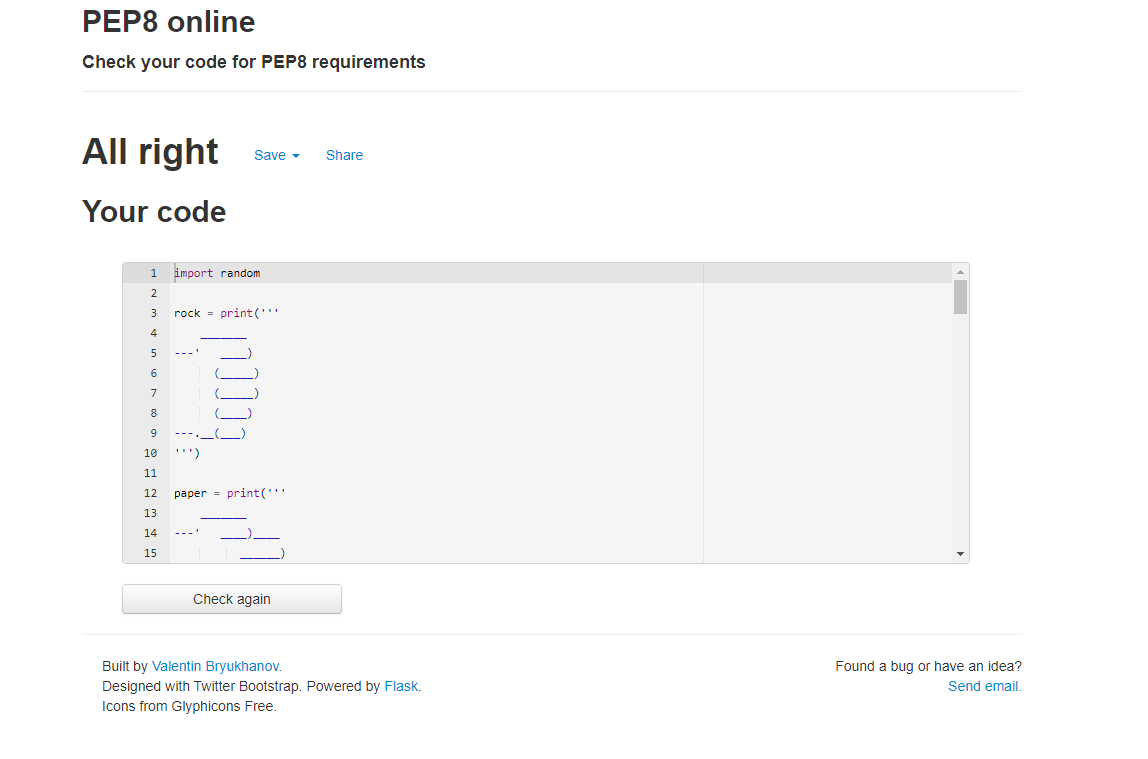 PEP8 online
Check your code for PEP8 requirements
All right Save Share
Your code
1 import random
2
3 rock = print('''
4     _______
5 ---'   ____)
6       (_____)
7       (_____)
8       (____)
9 ---.__(___)
10 ''')
11
12 paper = print('''
13     _______
14 ---'   ____)____
15           ______)
Check again
Built by Valentin Bryukhanov.
Designed with Twitter Bootstrap. Powered by Flask.
Icons from Glyphicons Free.
Found a bug or have an idea?
Send email.